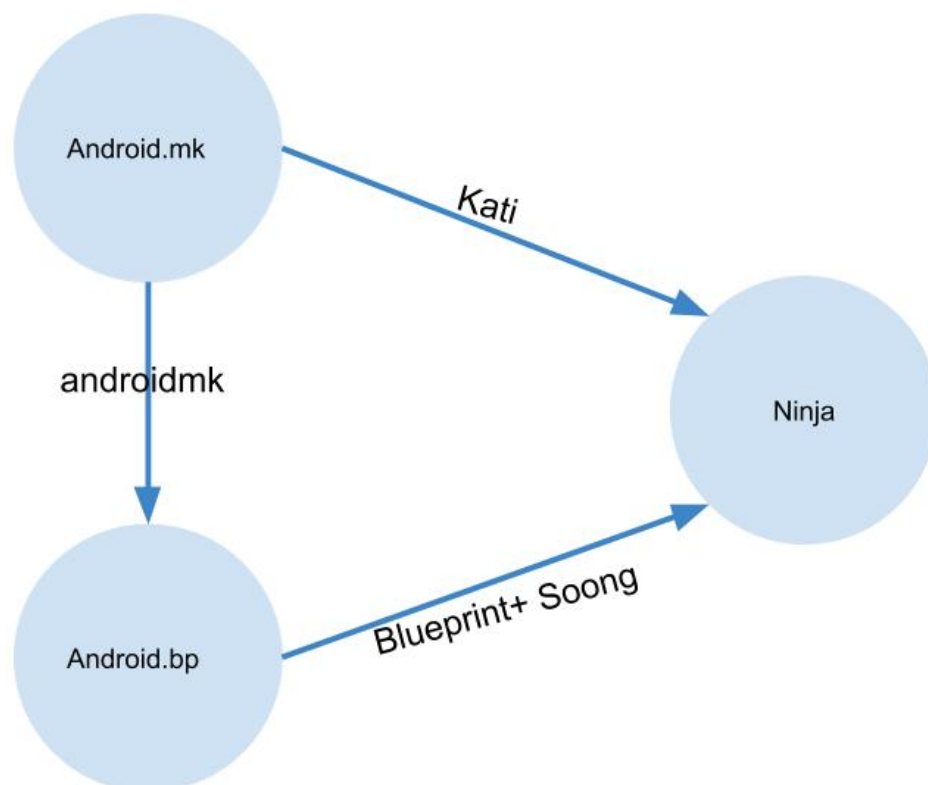 Android.mk
Kati
androidmk
Ninja
Blueprint+ Soong
Android.bp